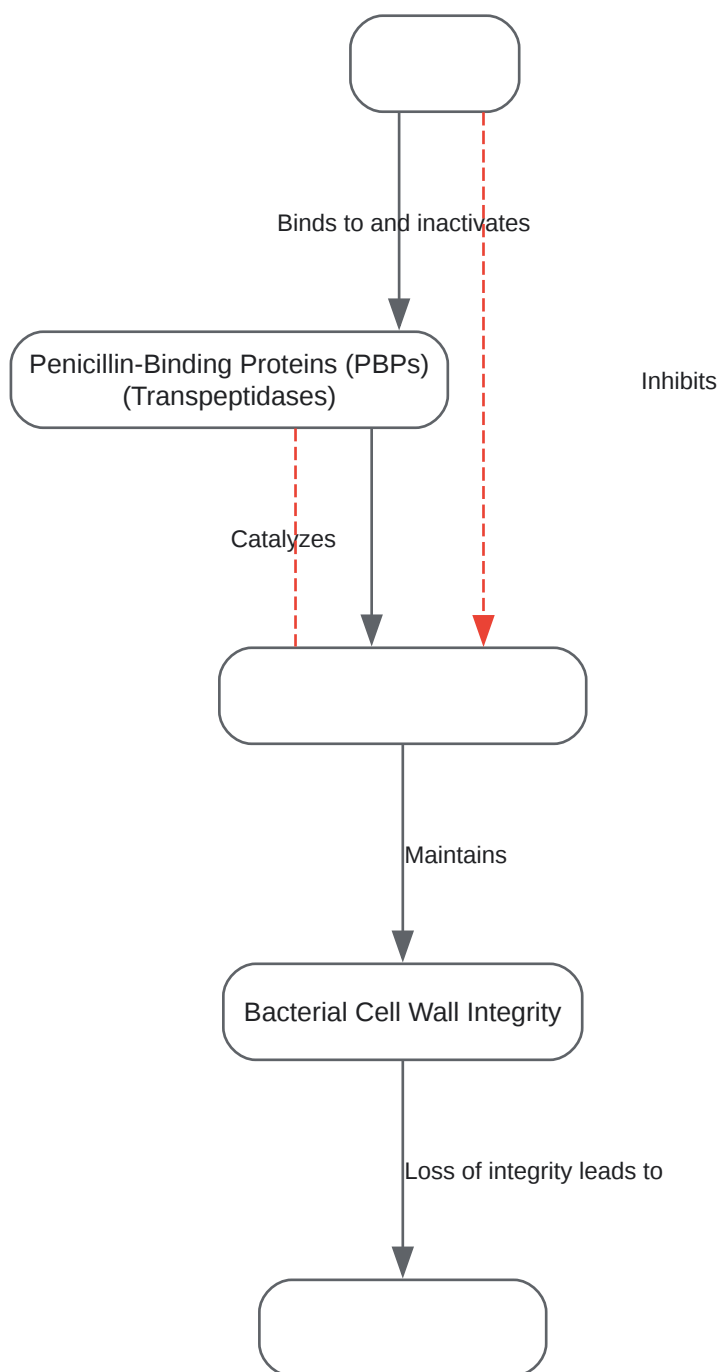 Binds to and inactivates
Penicillin-Binding Proteins (PBPs)
(Transpeptidases)
Inhibits
Catalyzes
Maintains
Bacterial Cell Wall Integrity
Loss of integrity leads to